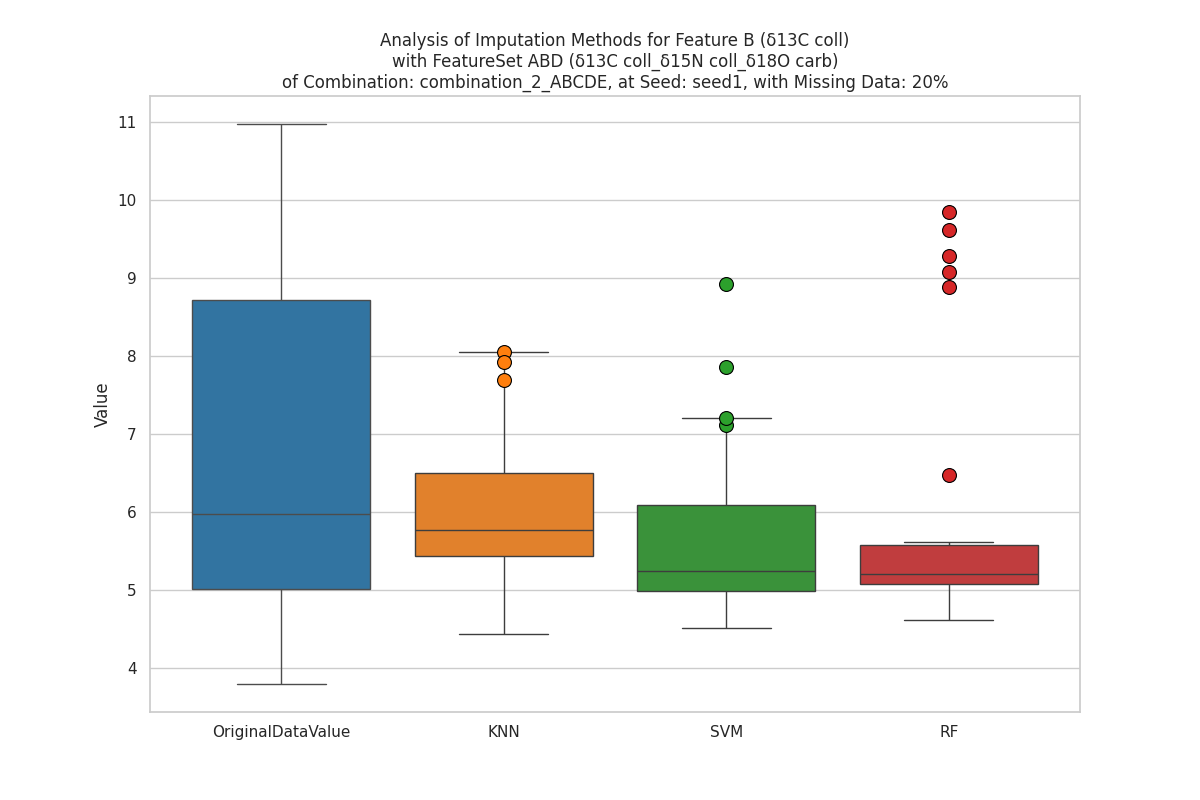 Analysis of Imputation Methods for Feature B (δ13C coll)
with FeatureSet ABD (δ13C coll_δ15N coll_δ18O carb)
of Combination: combination_2_ABCDE, at Seed: seed1, with Missing Data: 20%
11
10
9
8
7
6
5
4
Value
OriginalDataValue
KNN
SVM
RF